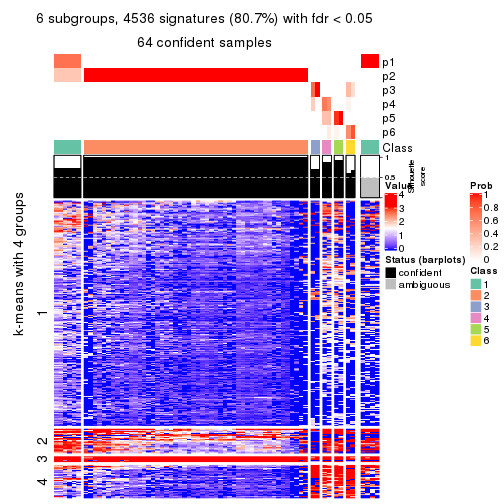 6 subgroups, 4536 signatures (80.7%) with fdr < 0.05
64 confident samples
p1
p2
p3
p4
p5
p6
Class
1
0.5
0
Silhouette
score
k-means with 4 groups
1
2
3
4
Value
4
3
2
1
0
Status (barplots)
confident
ambiguous
Prob
1
0.8
0.6
0.4
0.2
0
Class
1
2
3
4
5
6